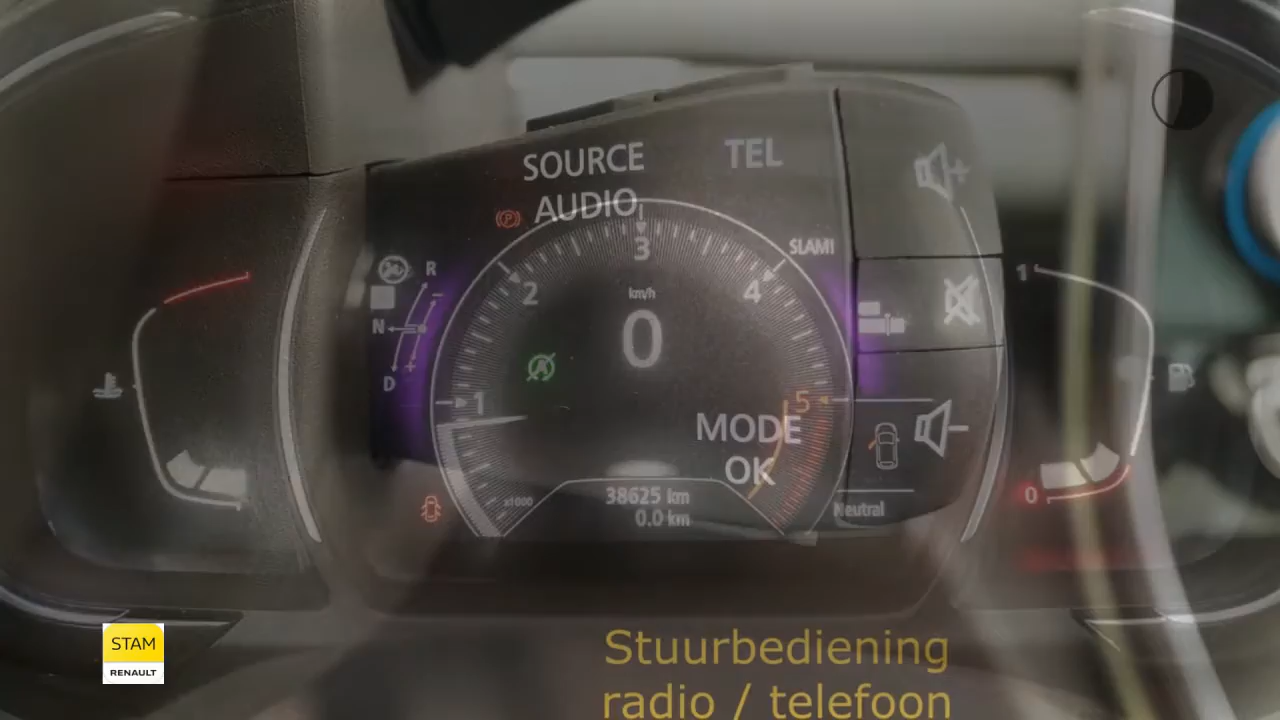 SOURCE
AUDIO
TEL
SLAM!
R
N
D
1
2
3
4
5
km/h
0
1
MODE
OK
x1000
38625 km
0.0 km
Neutral
0
STAM
RENAULT
Stuurbediening
radio / telefoon